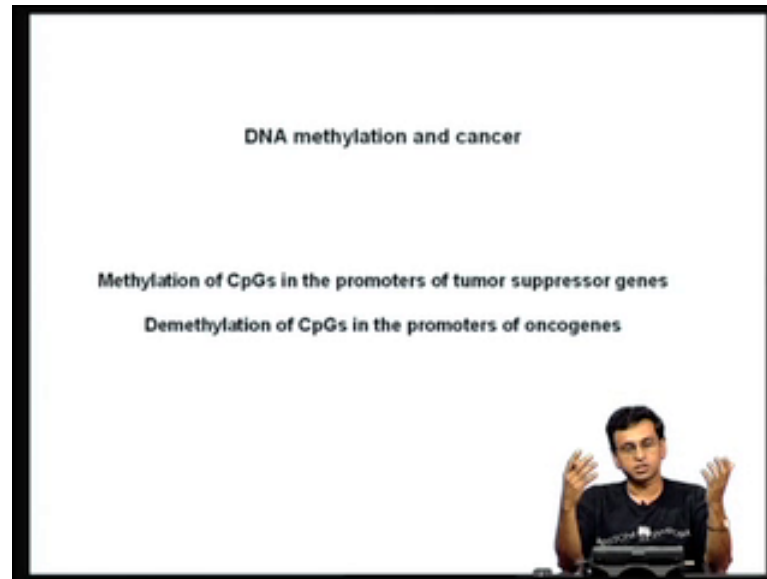 DNA methylation and cancer
Methylation of CpGs in the promoters of tumor suppressor genes
Demethylation of CpGs in the promoters of oncogenes